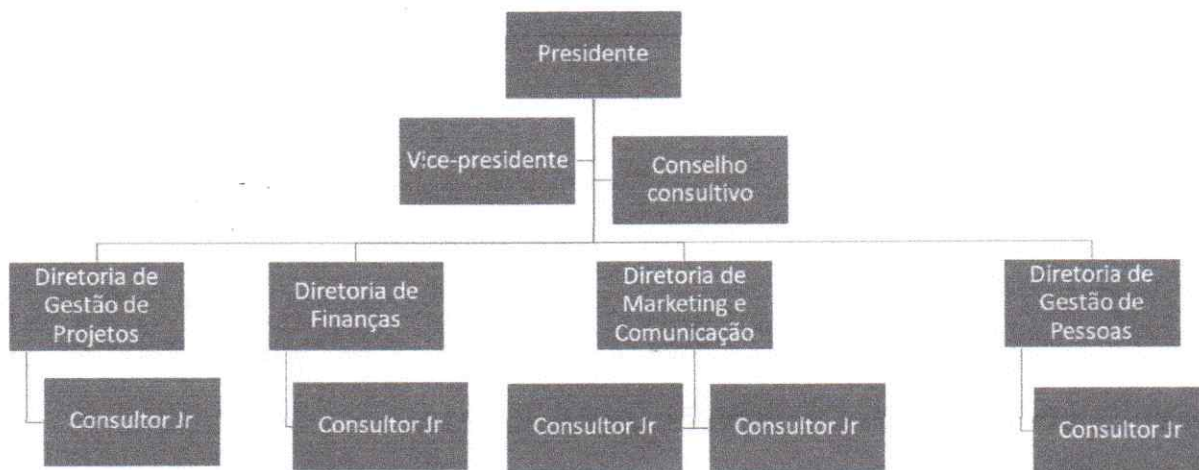 Presidente
Vice-presidente
Conselho
consultivo
Diretoria de
Gestão de
Projetos
Diretoria de
Finanças
Diretoria de
Marketing e
Comunicação
Diretoria de
Gestão de
Pessoas
Consultor Jr
Consultor Jr
Consultor Jr
Consultor Jr
Consultor Jr